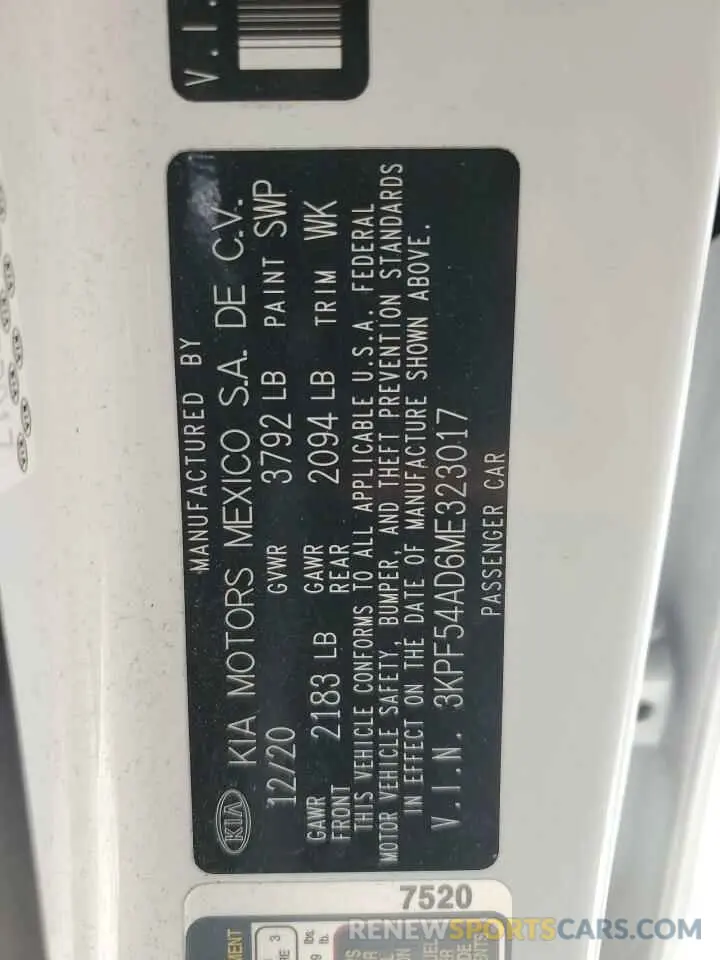 V.I.
MANUFACTURED BY
KIA KIA MOTORS MEXICO S.A. DE C.V.
12/20 GVWR 3792 LB PAINT SWP
GAWR FRONT 2183 LB GAWR REAR 2094 LB TRIM WK
THIS VEHICLE CONFORMS TO ALL APPLICABLE U.S.A. FEDERAL
MOTOR VEHICLE SAFETY, BUMPER, AND THEFT PREVENTION STANDARDS
IN EFFECT ON THE DATE OF MANUFACTURE SHOWN ABOVE.
V.I.N. 3KPF54AD6ME323017
PASSENGER CAR
7520
RENEWSPORTSCARS.COM